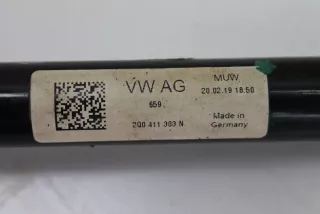 VW AG
MUW
20.02.19 18:50
659
2Q0 411 303 N
Made in
Germany